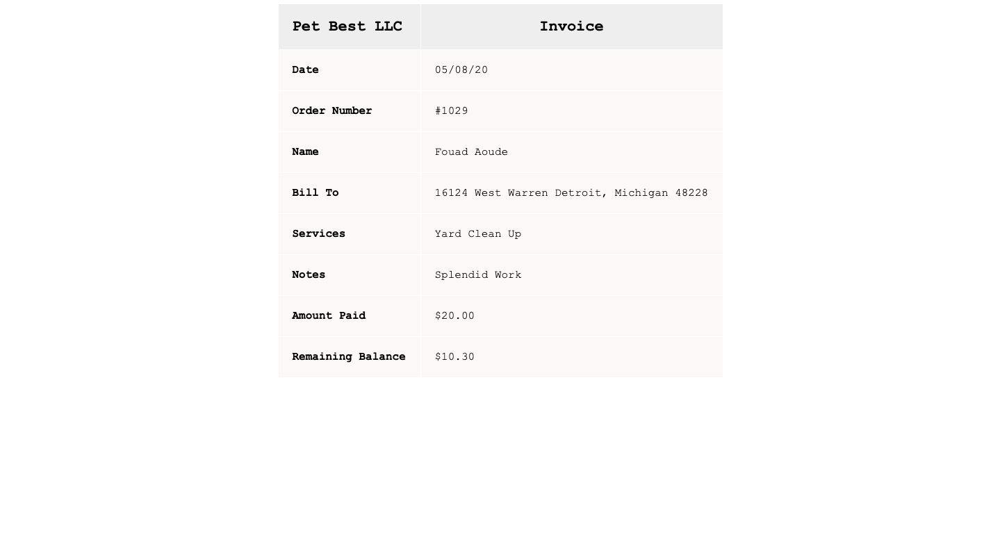 Pet Best LLC Invoice
Date 05/08/20
Order Number #1029
Name Fouad Aoude
Bill To 16124 West Warren Detroit, Michigan 48228
Services Yard Clean Up
Notes Splendid Work
Amount Paid $20.00
Remaining Balance $10.30